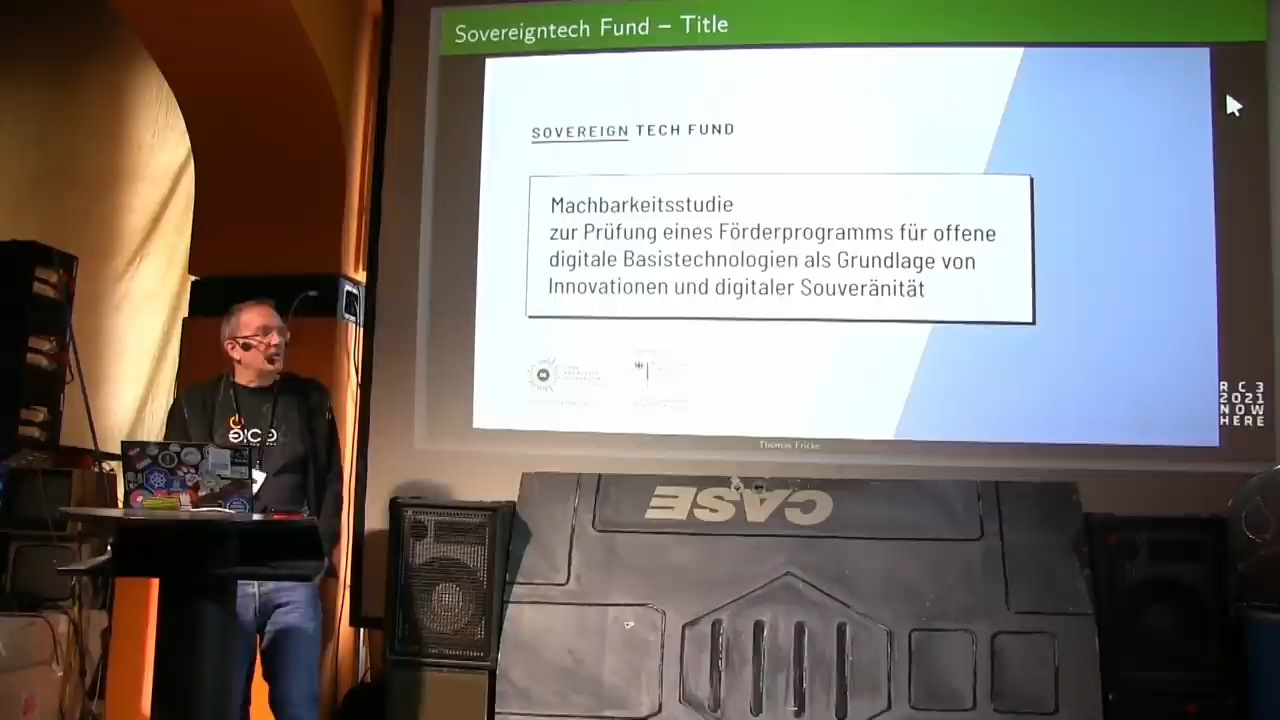 Sovereigntech Fund – Title
SOVEREIGN TECH FUND
Machbarkeitsstudie
zur Prüfung eines Förderprogramms für offene
digitale Basistechnologien als Grundlage von
Innovationen und digitaler Souveränität
Thomas Fricke
R C 3
2021
NOW
HERE
CASE